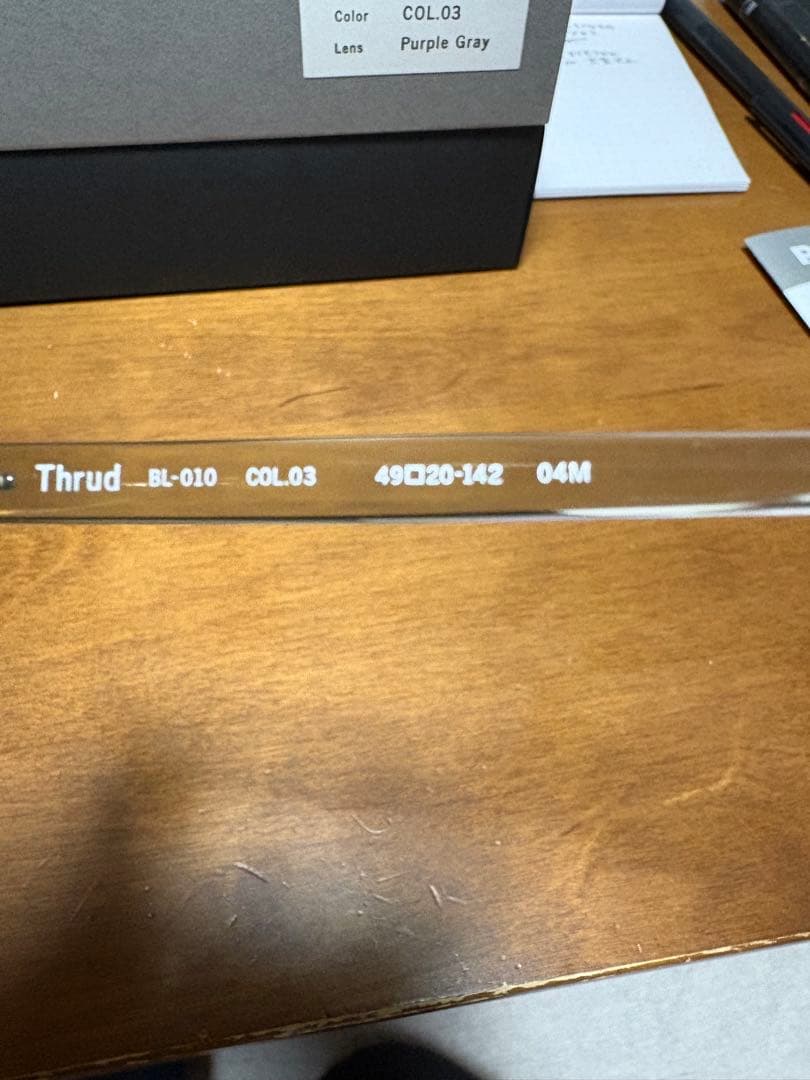 Color COL.03
Lens Purple Gray
Thrud BL-010 COL.03 49□20-142 04M